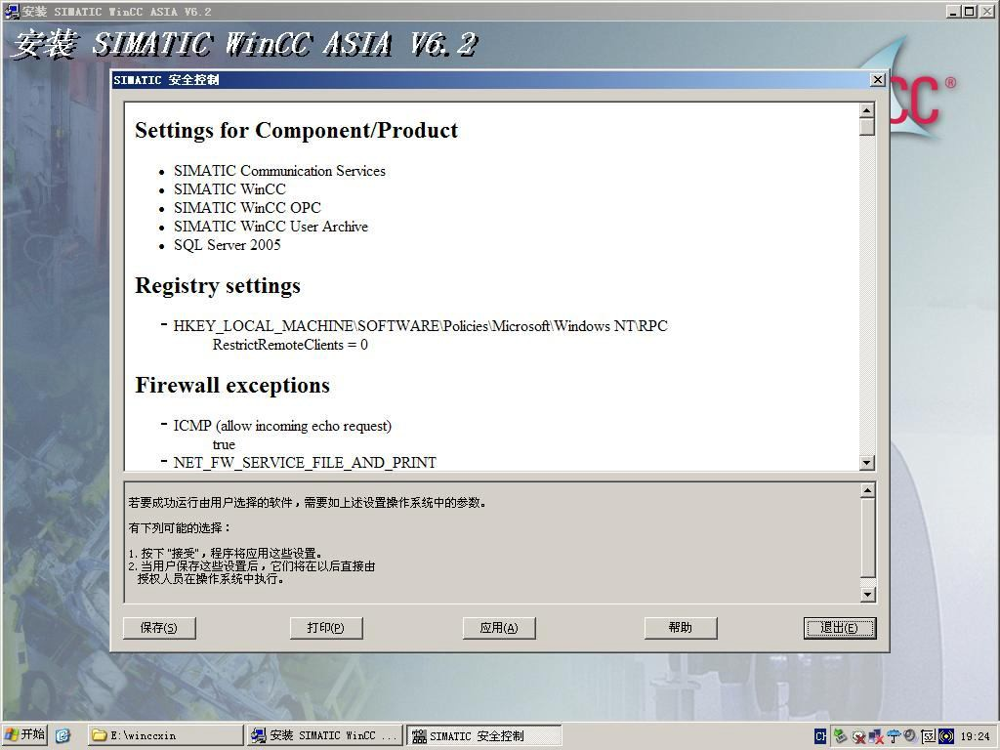 安装 SIMATIC WinCC ASIA V6.2
安装 SIMATIC WinCC ASIA V6.2
CC ®
SIMATIC 安全控制
Settings for Component/Product
• SIMATIC Communication Services
• SIMATIC WinCC
• SIMATIC WinCC OPC
• SIMATIC WinCC User Archive
• SQL Server 2005
Registry settings
- HKEY_LOCAL_MACHINE\SOFTWARE\Policies\Microsoft\Windows NT\RPC
RestrictRemoteClients = 0
Firewall exceptions
- ICMP (allow incoming echo request)
true
- NET_FW_SERVICE_FILE_AND_PRINT
若要成功运行由用户选择的软件，需要如上述设置操作系统中的参数。
有下列可能的选择：
1. 按下"接受"，程序将应用这些设置。
2. 当用户保存这些设置后，它们将在以后直接由
授权人员在操作系统中执行。
保存(S) 打印(P) 应用(A) 帮助 退出(E)
开始 E:\winccxin 安装 SIMATIC WinCC ... SIMATIC 安全控制 CH 19:24